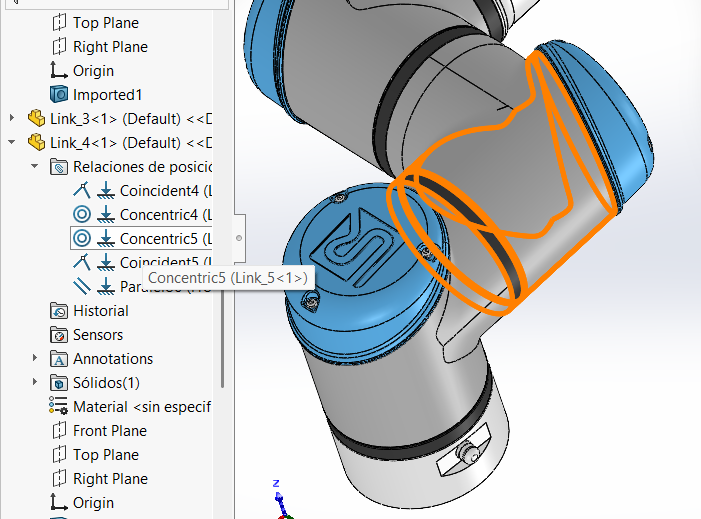 Top Plane
Right Plane
Origin
Imported1
Link_3<1> (Default) <<D
Link_4<1> (Default) <<D
Relaciones de posicio
Coincident4 (L
Concentric4 (L
Concentric5 (L
Coincident5 (L
Concentric5 (Link_5<1>)
Historial
Sensors
Annotations
Sólidos(1)
Material <sin especif
Front Plane
Top Plane
Right Plane
Origin
z